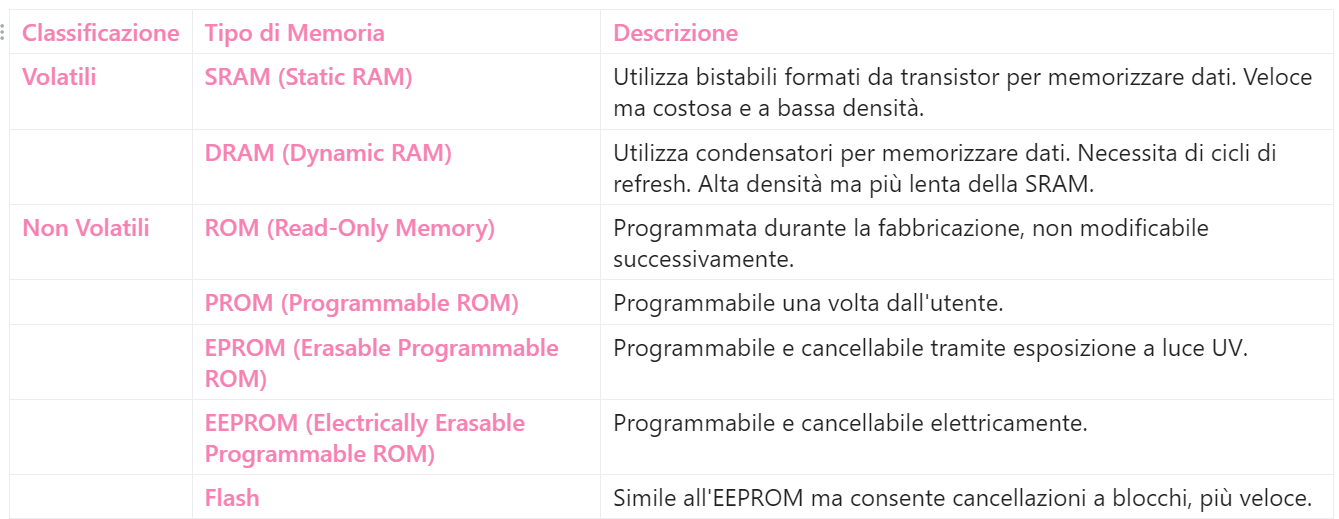 Classificazione Tipo di Memoria Descrizione
Volatili SRAM (Static RAM) Utilizza bistabili formati da transistor per memorizzare dati. Veloce
ma costosa e a bassa densità.
DRAM (Dynamic RAM) Utilizza condensatori per memorizzare dati. Necessita di cicli di
refresh. Alta densità ma più lenta della SRAM.
Non Volatili ROM (Read-Only Memory) Programmata durante la fabbricazione, non modificabile
successivamente.
PROM (Programmable ROM) Programmabile una volta dall'utente.
EPROM (Erasable Programmable
ROM)
Programmabile e cancellabile tramite esposizione a luce UV.
EEPROM (Electrically Erasable
Programmable ROM)
Programmabile e cancellabile elettricamente.
Flash Simile all'EEPROM ma consente cancellazioni a blocchi, più veloce.